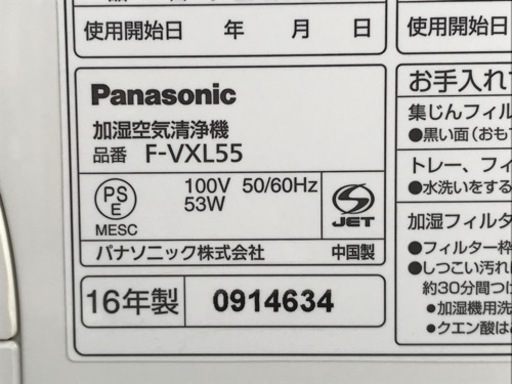 使用開始日 年 月 日
使用開始日
Panasonic
加湿空気清浄機
品番 F-VXL55
PS
E
MESC
100V 50/60Hz
53W
S
JET
パナソニック株式会社 中国製
16年製 0914634
お手入れ
集じんフィル
●黒い面(おも
トレー、フィ
●水洗いをする
加湿フィルタ
●フィルター枠
●しつこい汚れに
約30分間つけ
●加湿機用洗
●クエン酸は